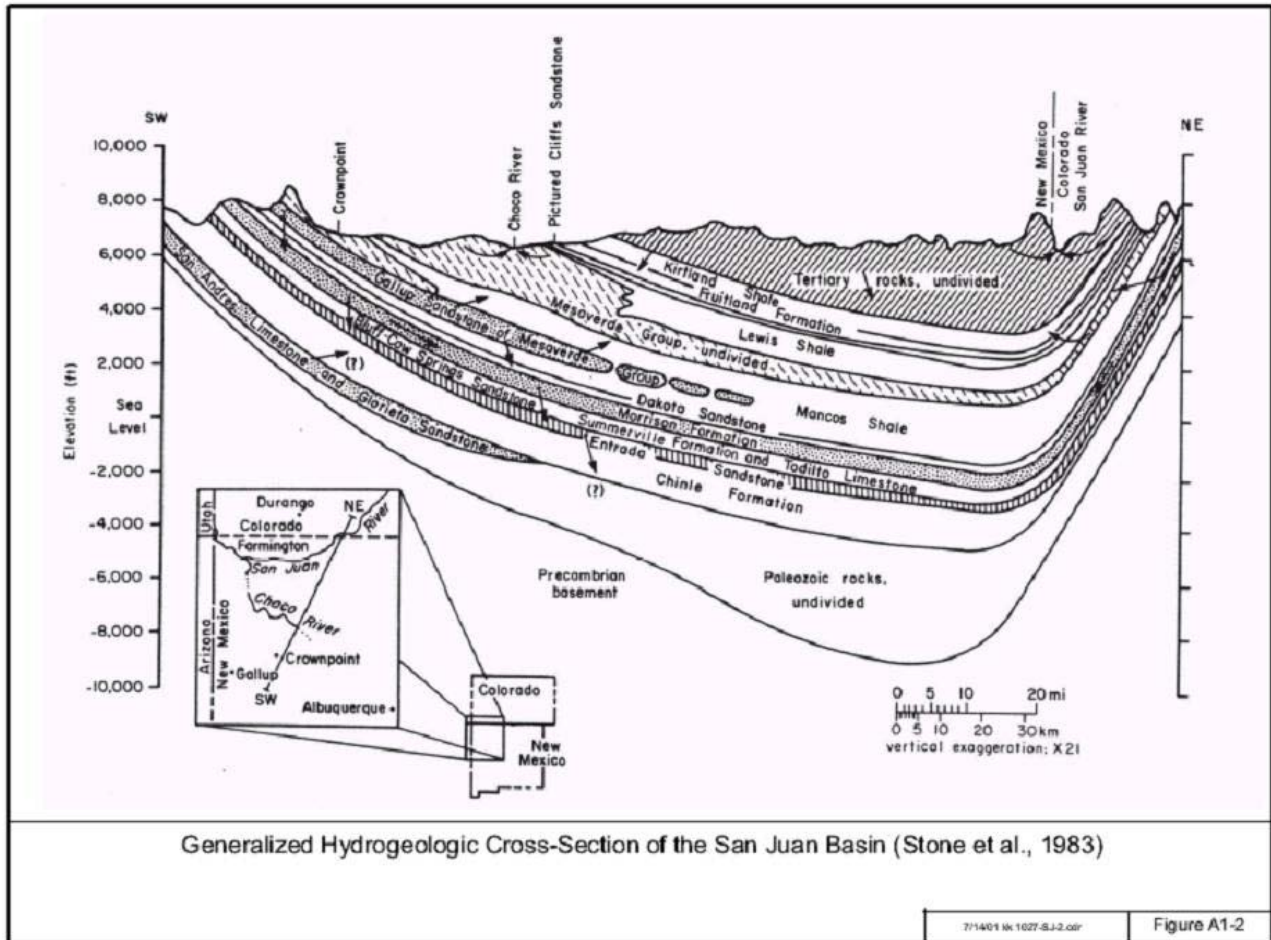 SW
NE
10,000
8,000
6,000
4,000
2,000
Sea
Level
-2,000
-4,000
-6,000
-8,000
-10,000
Elevation (ft)
Crownpoint
Chaco River
Pictured Cliffs Sandstone
New Mexico
Colorado
San Juan River
Tertiary rocks, undivided
Kirtland Shale
Fruitland Formation
Lewis Shale
Mesaverde Group, undivided
Gallup Sandstone of Mesaverde Group
Mancos Shale
Dakota Sandstone
Morrison Formation
Summerville Formation and Todilto Limestone
Bluff-Cow Springs Sandstone
Entrada Sandstone
Chinle Formation
San Andres Limestone and Glorieta Sandstone
(?)
(?)
Precambrian
basement
Paleozoic rocks,
undivided
Utah
Durango
NE
Colorado
River
Farmington
San Juan
Chaco
River
Arizona
New Mexico
Crownpoint
Gallup
SW
Albuquerque
Colorado
New
Mexico
0 5 10 20 mi
0 5 10 20 30 km
vertical exaggeration: X21
Generalized Hydrogeologic Cross-Section of the San Juan Basin (Stone et al., 1983)
Figure A1-2